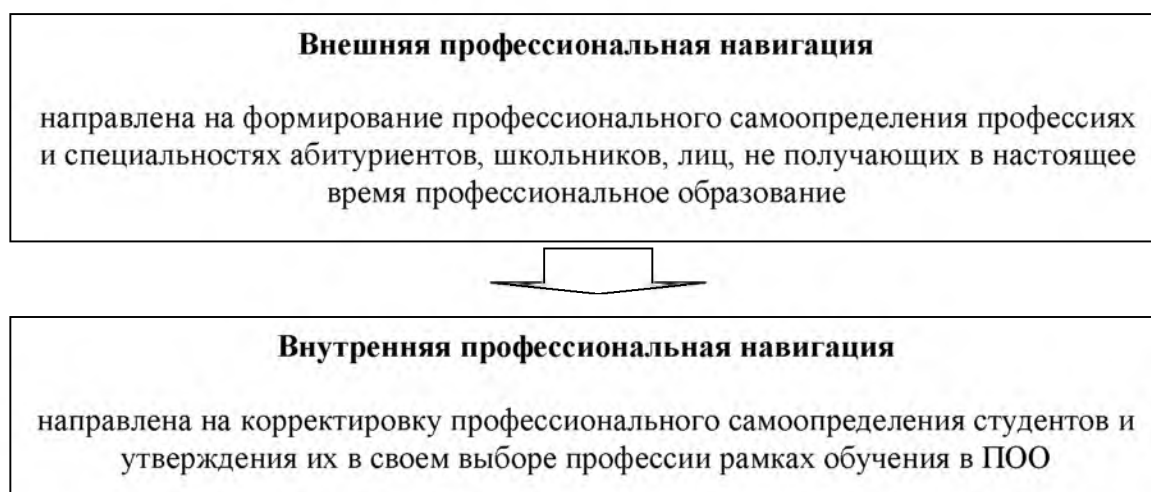 Внешняя профессиональная навигация
направлена на формирование профессионального самоопределения профессиях
и специальностях абитуриентов, школьников, лиц, не получающих в настоящее
время профессиональное образование
Внутренняя профессиональная навигация
направлена на корректировку профессионального самоопределения студентов и
утверждения их в своем выборе профессии рамках обучения в ПОО